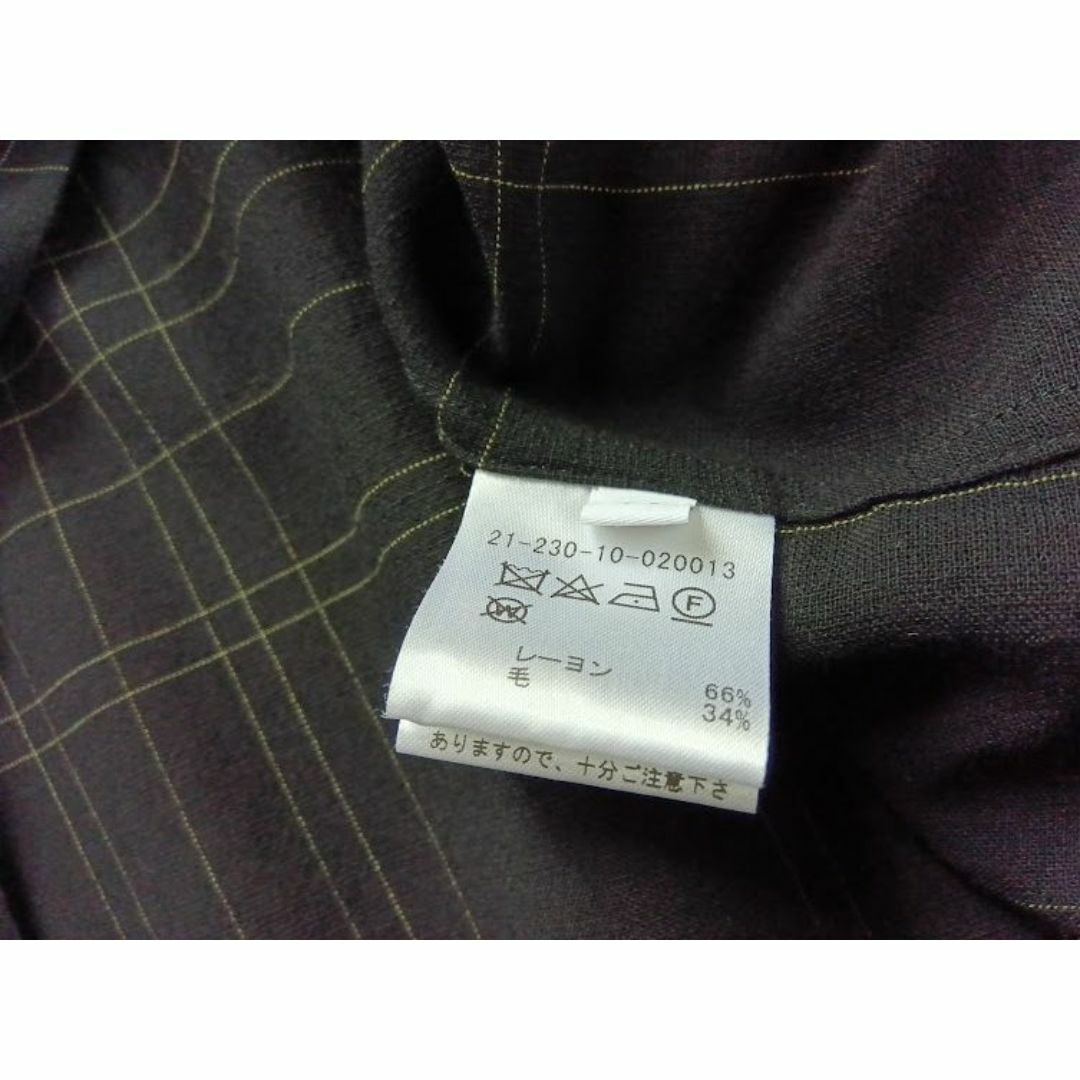 21-230-10-020013
F
W
レーヨン 66%
毛 34%
ありますので、十分ご注意下さ